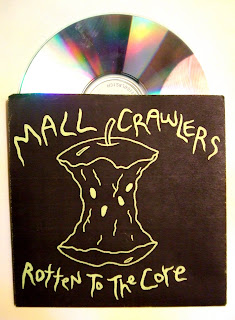 MALL CRAWLERS
ROTTEN TO THE CORE